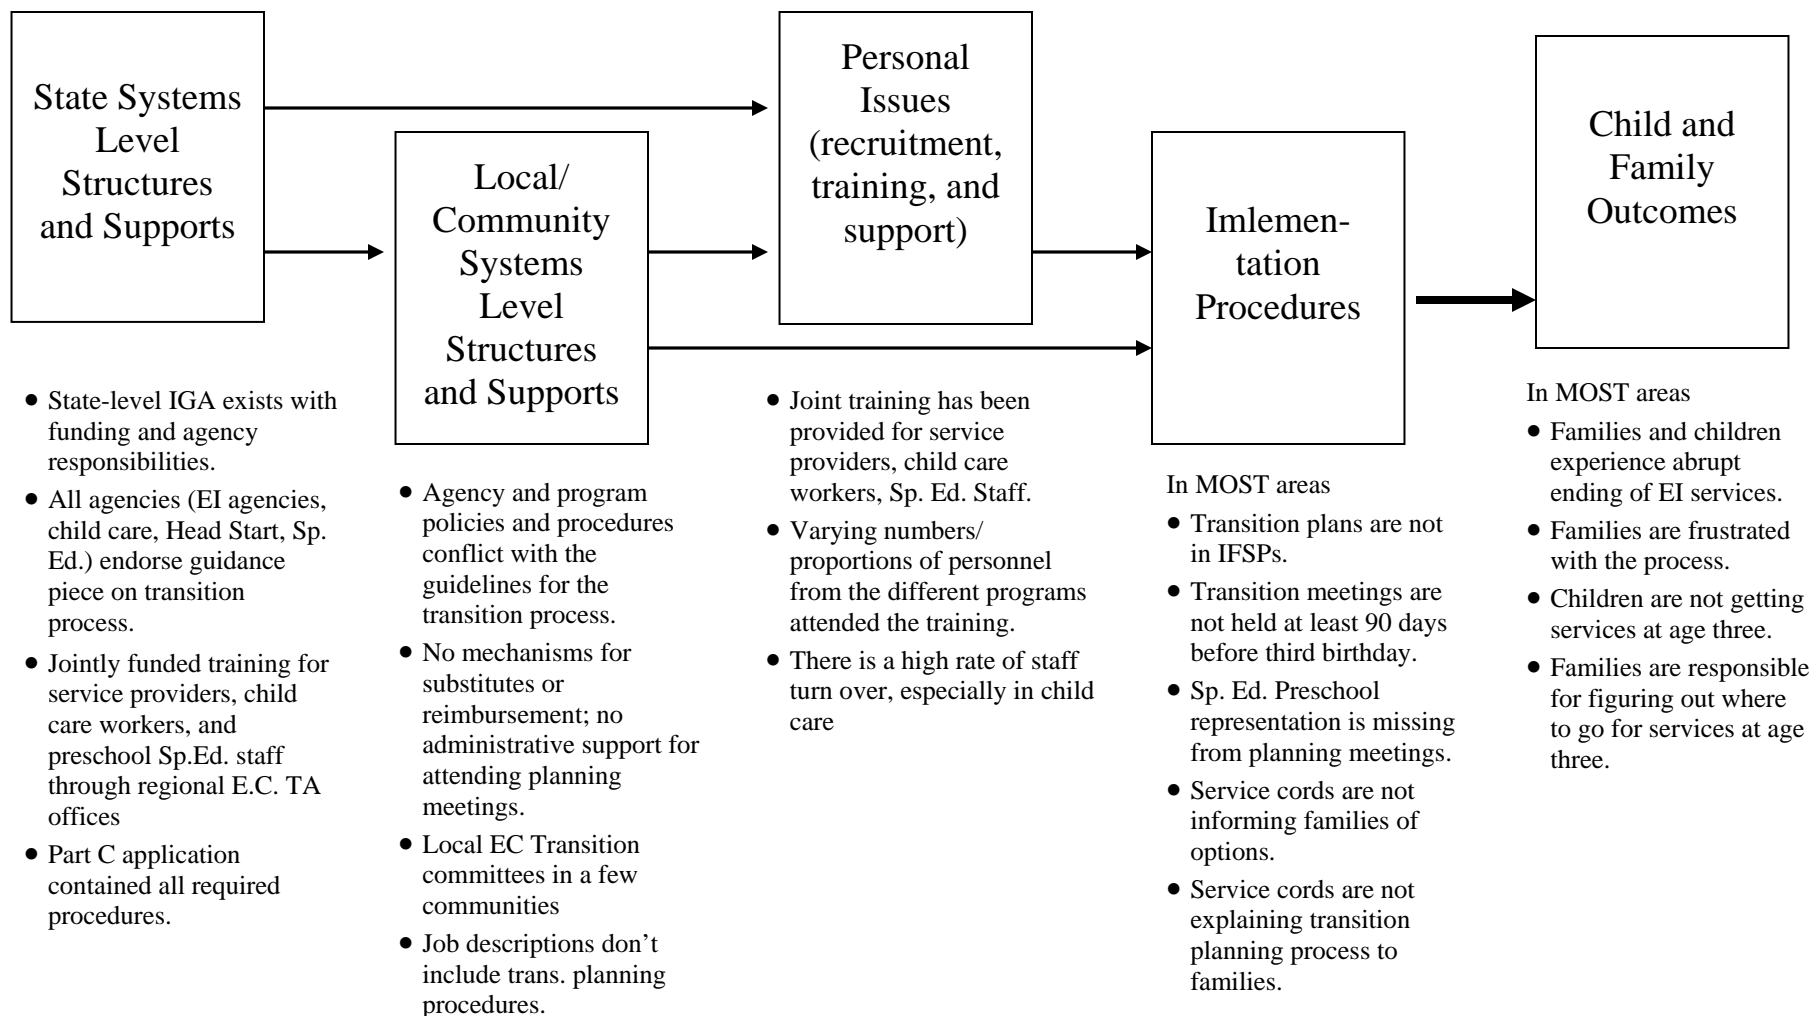 State Systems
Level
Structures
and Supports
Local/
Community
Systems
Level
Structures
and Supports
Personal
Issues
(recruitment,
training, and
support)
Imlemen-
tation
Procedures
Child and
Family
Outcomes
• State-level IGA exists with
funding and agency
responsibilities.
• All agencies (EI agencies,
child care, Head Start, Sp.
Ed.) endorse guidance
piece on transition
process.
• Jointly funded training for
service providers, child
care workers, and
preschool Sp.Ed. staff
through regional E.C. TA
offices
• Part C application
contained all required
procedures.
• Agency and program
policies and procedures
conflict with the
guidelines for the
transition process.
• No mechanisms for
substitutes or
reimbursement; no
administrative support for
attending planning
meetings.
• Local EC Transition
committees in a few
communities
• Job descriptions don’t
include trans. planning
procedures.
• Joint training has been
provided for service
providers, child care
workers, Sp. Ed. Staff.
• Varying numbers/
proportions of personnel
from the different programs
attended the training.
• There is a high rate of staff
turn over, especially in child
care
In MOST areas
• Transition plans are not
in IFSPs.
• Transition meetings are
not held at least 90 days
before third birthday.
• Sp. Ed. Preschool
representation is missing
from planning meetings.
• Service cords are not
informing families of
options.
• Service cords are not
explaining transition
planning process to
families.
In MOST areas
• Families and children
experience abrupt
ending of EI services.
• Families are frustrated
with the process.
• Children are not getting
services at age three.
• Families are responsible
for figuring out where
to go for services at age
three.